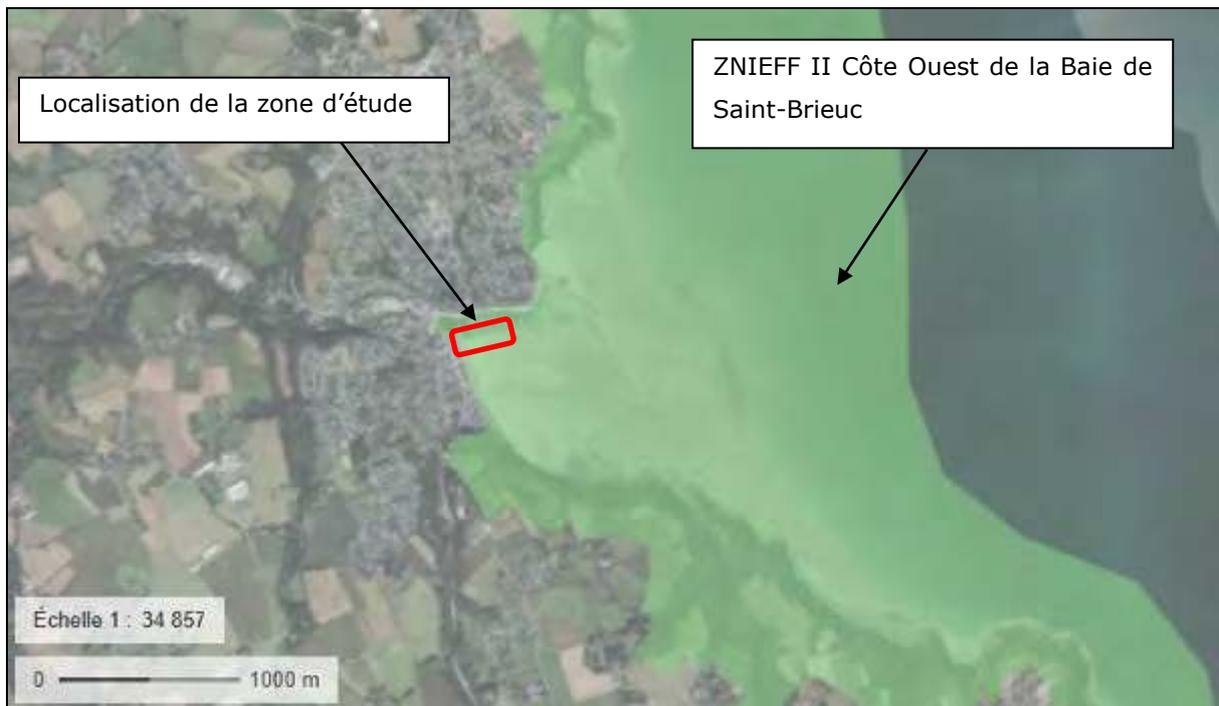 Localisation de la zone d'étude
ZNIEFF II Côte Ouest de la Baie de
Saint-Brieuc
Échelle 1 : 34 857
0 1000 m